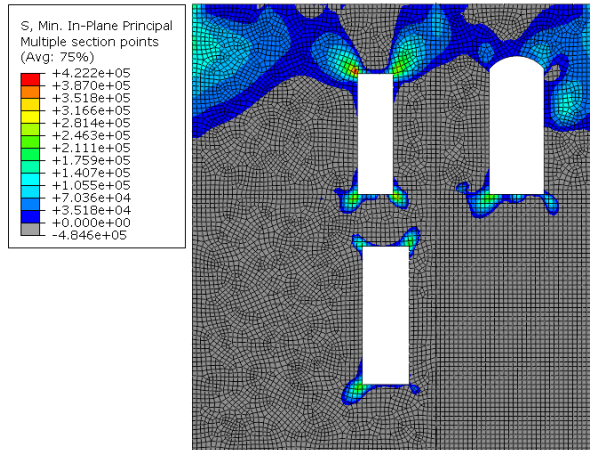 S, Min. In-Plane Principal
Multiple section points
(Avg: 75%)
+4.222e+05
+3.870e+05
+3.518e+05
+3.166e+05
+2.814e+05
+2.463e+05
+2.111e+05
+1.759e+05
+1.407e+05
+1.055e+05
+7.036e+04
+3.518e+04
+0.000e+00
-4.846e+05